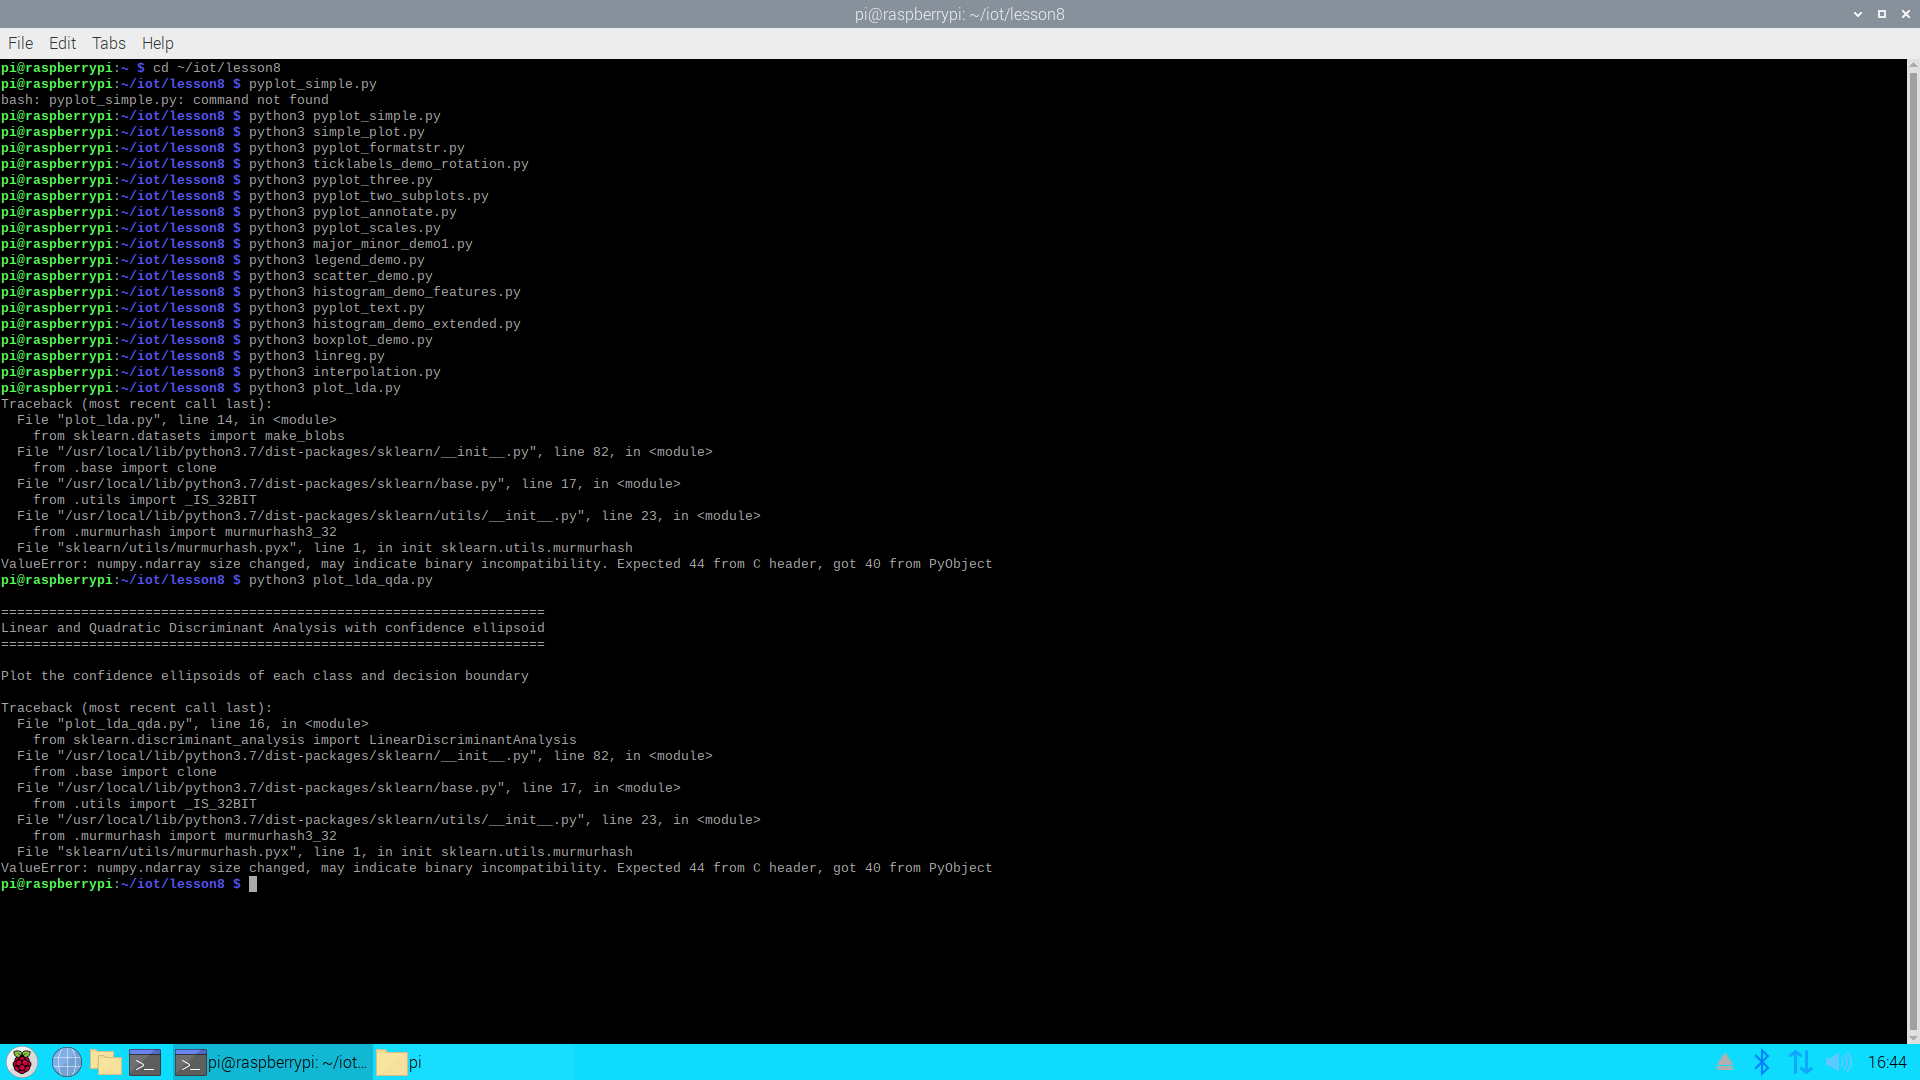 pi@raspberrypi: ~/iot/lesson8
File Edit Tabs Help
pi@raspberrypi:~ $ cd ~/iot/lesson8
pi@raspberrypi:~/iot/lesson8 $ pyplot_simple.py
bash: pyplot_simple.py: command not found
pi@raspberrypi:~/iot/lesson8 $ python3 pyplot_simple.py
pi@raspberrypi:~/iot/lesson8 $ python3 simple_plot.py
pi@raspberrypi:~/iot/lesson8 $ python3 pyplot_formatstr.py
pi@raspberrypi:~/iot/lesson8 $ python3 ticklabels_demo_rotation.py
pi@raspberrypi:~/iot/lesson8 $ python3 pyplot_three.py
pi@raspberrypi:~/iot/lesson8 $ python3 pyplot_two_subplots.py
pi@raspberrypi:~/iot/lesson8 $ python3 pyplot_annotate.py
pi@raspberrypi:~/iot/lesson8 $ python3 pyplot_scales.py
pi@raspberrypi:~/iot/lesson8 $ python3 major_minor_demo1.py
pi@raspberrypi:~/iot/lesson8 $ python3 legend_demo.py
pi@raspberrypi:~/iot/lesson8 $ python3 scatter_demo.py
pi@raspberrypi:~/iot/lesson8 $ python3 histogram_demo_features.py
pi@raspberrypi:~/iot/lesson8 $ python3 pyplot_text.py
pi@raspberrypi:~/iot/lesson8 $ python3 histogram_demo_extended.py
pi@raspberrypi:~/iot/lesson8 $ python3 boxplot_demo.py
pi@raspberrypi:~/iot/lesson8 $ python3 linreg.py
pi@raspberrypi:~/iot/lesson8 $ python3 interpolation.py
pi@raspberrypi:~/iot/lesson8 $ python3 plot_lda.py
Traceback (most recent call last):
  File "plot_lda.py", line 14, in <module>
    from sklearn.datasets import make_blobs
  File "/usr/local/lib/python3.7/dist-packages/sklearn/__init__.py", line 82, in <module>
    from .base import clone
  File "/usr/local/lib/python3.7/dist-packages/sklearn/base.py", line 17, in <module>
    from .utils import _IS_32BIT
  File "/usr/local/lib/python3.7/dist-packages/sklearn/utils/__init__.py", line 23, in <module>
    from .murmurhash import murmurhash3_32
  File "sklearn/utils/murmurhash.pyx", line 1, in init sklearn.utils.murmurhash
ValueError: numpy.ndarray size changed, may indicate binary incompatibility. Expected 44 from C header, got 40 from PyObject
pi@raspberrypi:~/iot/lesson8 $ python3 plot_lda_qda.py
====================================================================
Linear and Quadratic Discriminant Analysis with confidence ellipsoid
====================================================================
Plot the confidence ellipsoids of each class and decision boundary
Traceback (most recent call last):
  File "plot_lda_qda.py", line 16, in <module>
    from sklearn.discriminant_analysis import LinearDiscriminantAnalysis
  File "/usr/local/lib/python3.7/dist-packages/sklearn/__init__.py", line 82, in <module>
    from .base import clone
  File "/usr/local/lib/python3.7/dist-packages/sklearn/base.py", line 17, in <module>
    from .utils import _IS_32BIT
  File "/usr/local/lib/python3.7/dist-packages/sklearn/utils/__init__.py", line 23, in <module>
    from .murmurhash import murmurhash3_32
  File "sklearn/utils/murmurhash.pyx", line 1, in init sklearn.utils.murmurhash
ValueError: numpy.ndarray size changed, may indicate binary incompatibility. Expected 44 from C header, got 40 from PyObject
pi@raspberrypi:~/iot/lesson8 $
pi@raspberrypi: ~/iot... pi 16:44